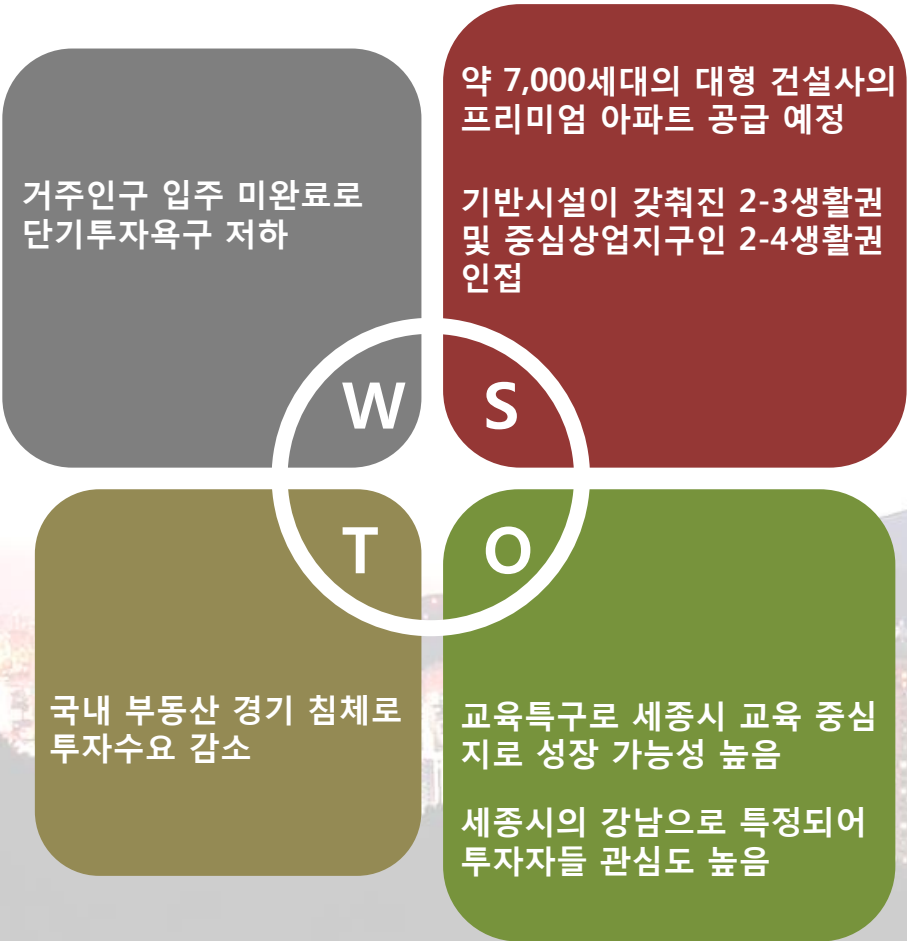 거주인구 입주 미완료로
단기투자욕구 저하
W
약 7,000세대의 대형 건설사의
프리미엄 아파트 공급 예정
기반시설이 갖춰진 2-3생활권
및 중심상업지구인 2-4생활권
인접
S
T
국내 부동산 경기 침체로
투자수요 감소
O
교육특구로 세종시 교육 중심
지로 성장 가능성 높음
세종시의 강남으로 특정되어
투자자들 관심도 높음